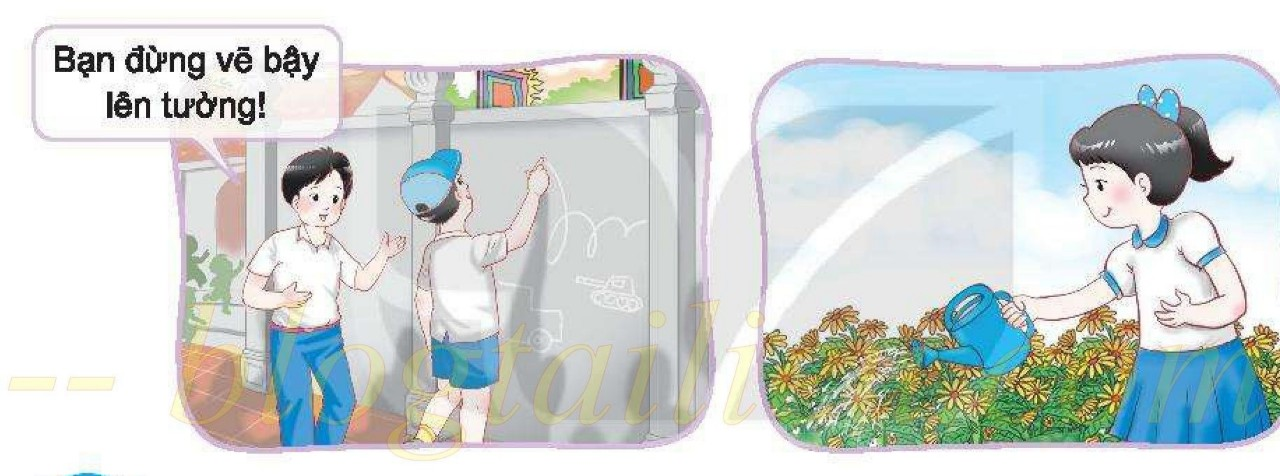 Bạn đừng vẽ bậy
lên tường!